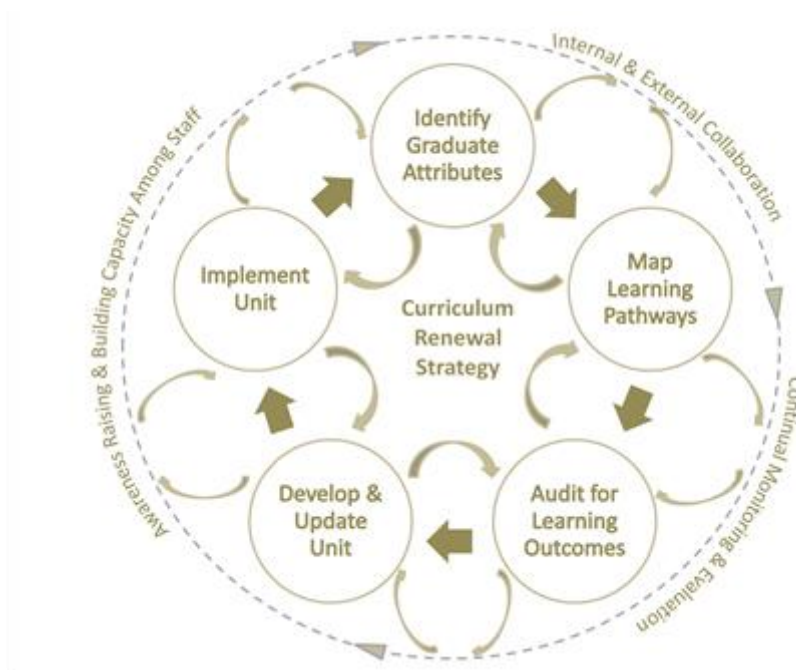 Internal & External Collaboration
Identify
Graduate
Attributes
Awareness Raising & Building Capacity Among Staff
Implement
Unit
Map
Learning
Pathways
Curriculum
Renewal
Strategy
Continual Monitoring & Evaluation
Develop &
Update
Unit
Audit for
Learning
Outcomes